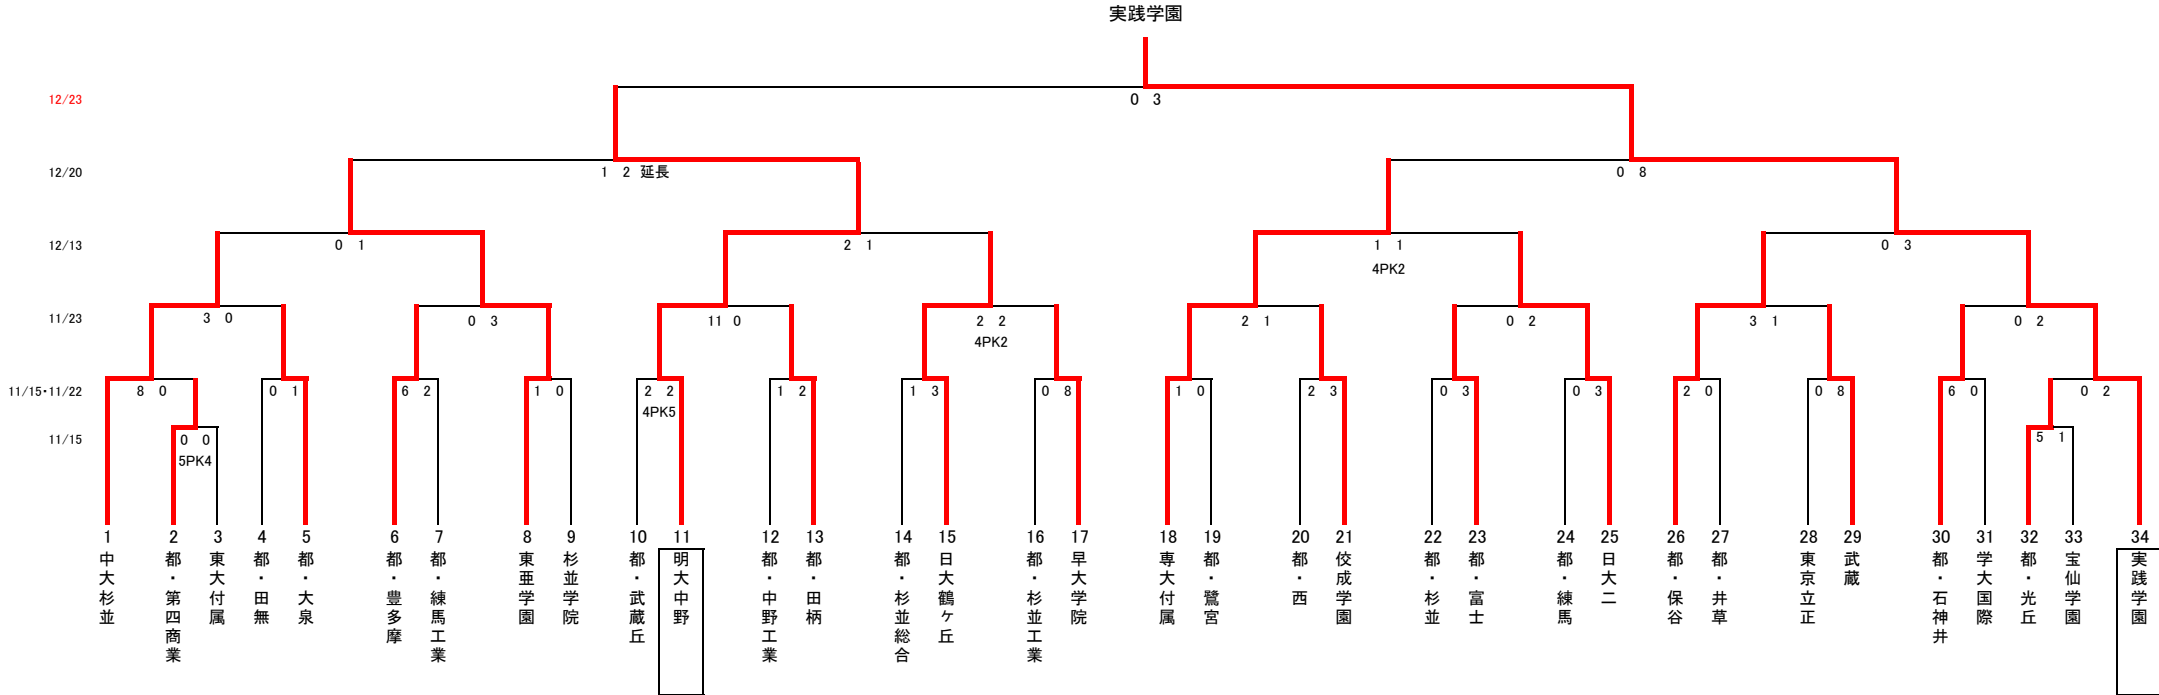 実践学園
12/23
0 3
12/20
1 2 延長
0 8
12/13
0 1
2 1
1 1
0 3
4PK2
11/23
3 0
0 3
11 0
2 2
2 1
0 2
3 1
0 2
4PK2
11/15・11/22
8 0
0 1
6 2
1 0
2 2
1 2
1 3
0 8
1 0
2 3
0 3
0 3
2 0
0 8
6 0
0 2
4PK5
11/15
0 0
5 1
5PK4
1 中大杉並
2 都・第四商業
3 東大付属
4 都・田無
5 都・大泉
6 都・豊多摩
7 都・練馬工業
8 東亜学園
9 杉並学院
10 都・武蔵丘
11 明大中野
12 都・中野工業
13 都・田柄
14 都・杉並総合
15 日大鶴ヶ丘
16 都・杉並工業
17 早大学院
18 専大付属
19 都・鷺宮
20 都・西
21 佼成学園
22 都・杉並
23 都・富士
24 都・練馬
25 日大二
26 都・保谷
27 都・井草
28 東京立正
29 武蔵
30 都・石神井
31 学大国際
32 都・光丘
33 宝仙学園
34 実践学園